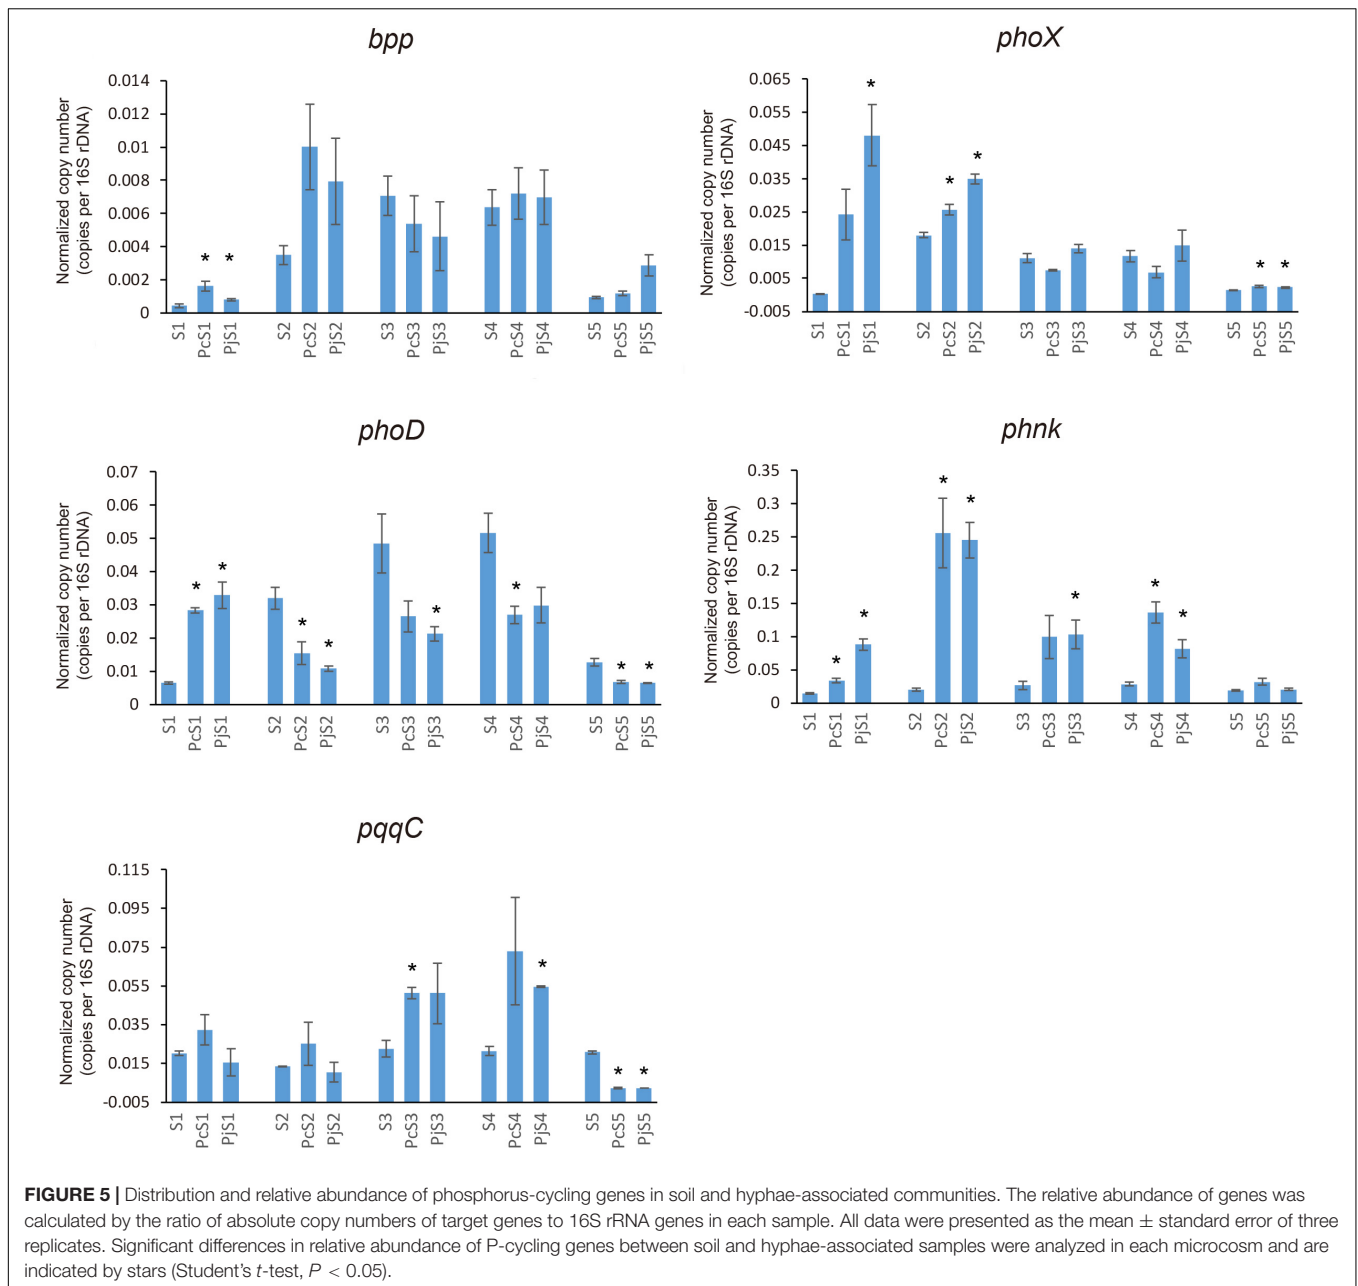 bpp
Normalized copy number
(copies per 16S rDNA)
0.014
0.012
0.01
0.008
0.006
0.004
0.002
0
* *
S1 PcS1 PjS1 S2 PcS2 PjS2 S3 PcS3 PjS3 S4 PcS4 PjS4 S5 PcS5 PjS5
phoX
Normalized copy number
(copies per 16S rDNA)
0.065
0.055
0.045
0.035
0.025
0.015
0.005
-0.005
* * * * *
S1 PcS1 PjS1 S2 PcS2 PjS2 S3 PcS3 PjS3 S4 PcS4 PjS4 S5 PcS5 PjS5
phoD
Normalized copy number
(copies per 16S rDNA)
0.07
0.06
0.05
0.04
0.03
0.02
0.01
0
* * * * * * * *
S1 PcS1 PjS1 S2 PcS2 PjS2 S3 PcS3 PjS3 S4 PcS4 PjS4 S5 PcS5 PjS5
phnk
Normalized copy number
(copies per 16S rDNA)
0.35
0.3
0.25
0.2
0.15
0.1
0.05
0
* * * * * * *
S1 PcS1 PjS1 S2 PcS2 PjS2 S3 PcS3 PjS3 S4 PcS4 PjS4 S5 PcS5 PjS5
pqqC
Normalized copy number
(copies per 16S rDNA)
0.115
0.095
0.075
0.055
0.035
0.015
-0.005
* * * *
S1 PcS1 PjS1 S2 PcS2 PjS2 S3 PcS3 PjS3 S4 PcS4 PjS4 S5 PcS5 PjS5
FIGURE 5 | Distribution and relative abundance of phosphorus-cycling genes in soil and hyphae-associated communities. The relative abundance of genes was
calculated by the ratio of absolute copy numbers of target genes to 16S rRNA genes in each sample. All data were presented as the mean ± standard error of three
replicates. Significant differences in relative abundance of P-cycling genes between soil and hyphae-associated samples were analyzed in each microcosm and are
indicated by stars (Student's t-test, P < 0.05).